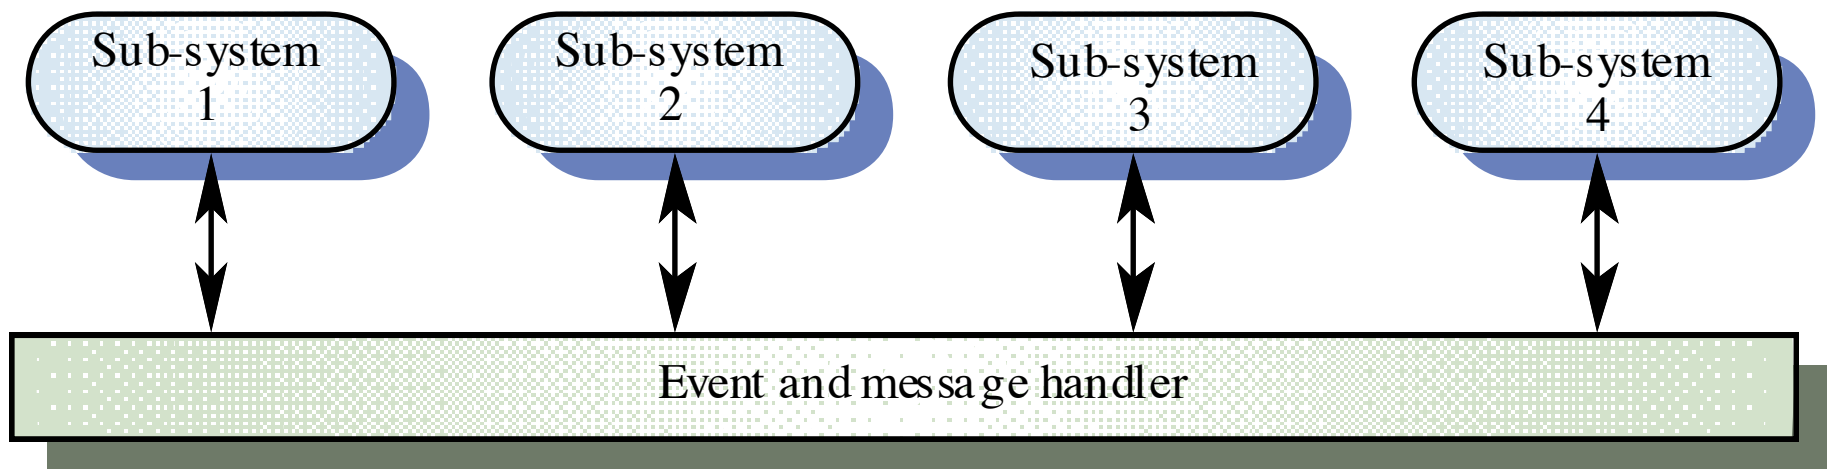 Sub-system
1
Sub-system
2
Sub-system
3
Sub-system
4
Event and message handler